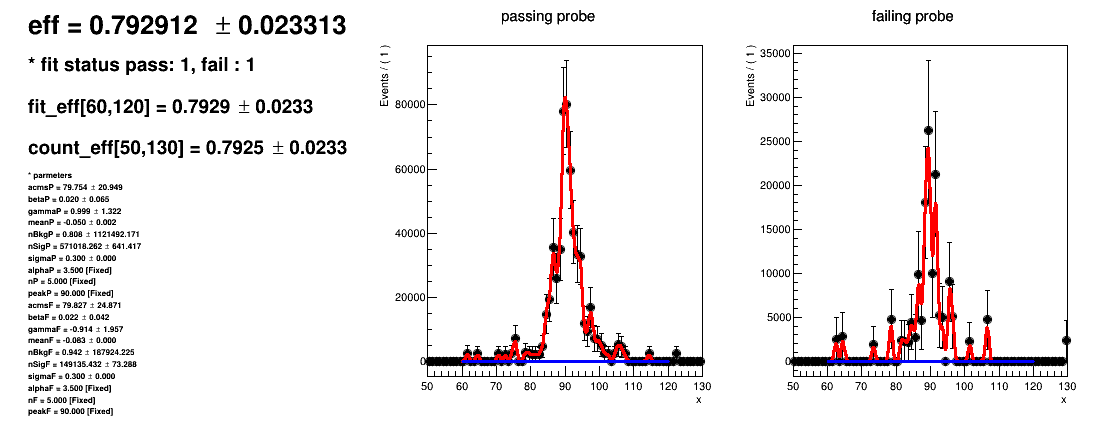 eff = 0.792912 ± 0.023313
* fit status pass: 1, fail : 1
fit_eff[60,120] = 0.7929 ± 0.0233
count_eff[50,130] = 0.7925 ± 0.0233
* parmeters
acmsP = 79.754 ± 20.949
betaP = 0.020 ± 0.065
gammaP = 0.999 ± 1.322
meanP = -0.050 ± 0.002
nBkgP = 0.808 ± 1121492.171
nSigP = 571018.262 ± 641.417
sigmaP = 0.300 ± 0.000
alphaP = 3.500 [Fixed]
nP = 5.000 [Fixed]
peakP = 90.000 [Fixed]
acmsF = 79.827 ± 24.871
betaF = 0.022 ± 0.042
gammaF = -0.914 ± 1.957
meanF = -0.083 ± 0.000
nBkgF = 0.942 ± 187924.225
nSigF = 149135.432 ± 73.288
sigmaF = 0.300 ± 0.000
alphaF = 3.500 [Fixed]
nF = 5.000 [Fixed]
peakF = 90.000 [Fixed]
passing probe
Events / ( 1 )
80000
60000
40000
20000
0
50 60 70 80 90 100 110 120 130
x
failing probe
Events / ( 1 )
35000
30000
25000
20000
15000
10000
5000
0
50 60 70 80 90 100 110 120 130
x